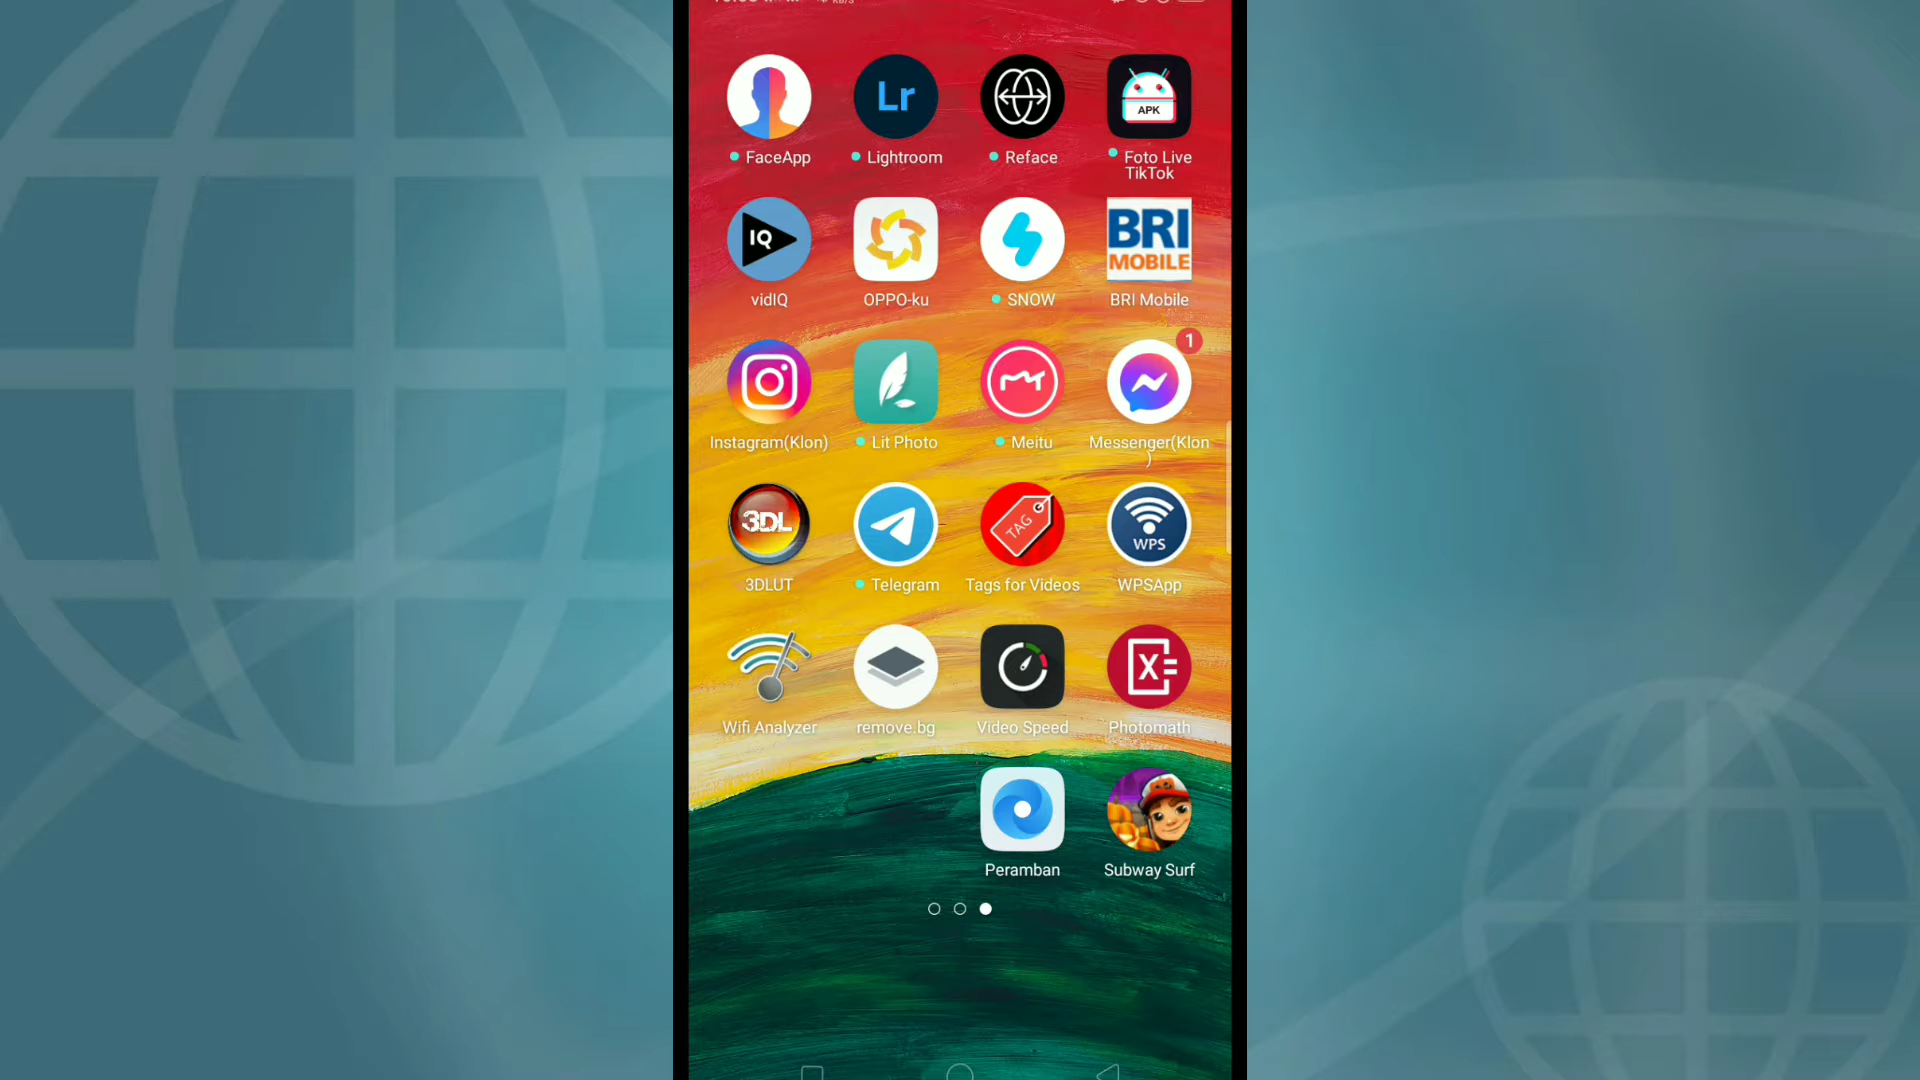 KB/S
Lr
APK
FaceApp
Lightroom
Reface
Foto Live
TikTok
IQ
BRI
MOBILE
vidIQ
OPPO-ku
SNOW
BRI Mobile
1
Instagram(Klon)
Lit Photo
Meitu
Messenger(Klon
)
3DL
TAG
WPS
3DLUT
Telegram
Tags for Videos
WPSApp
X
Wifi Analyzer
remove.bg
Video Speed
Photomath
Peramban
Subway Surf